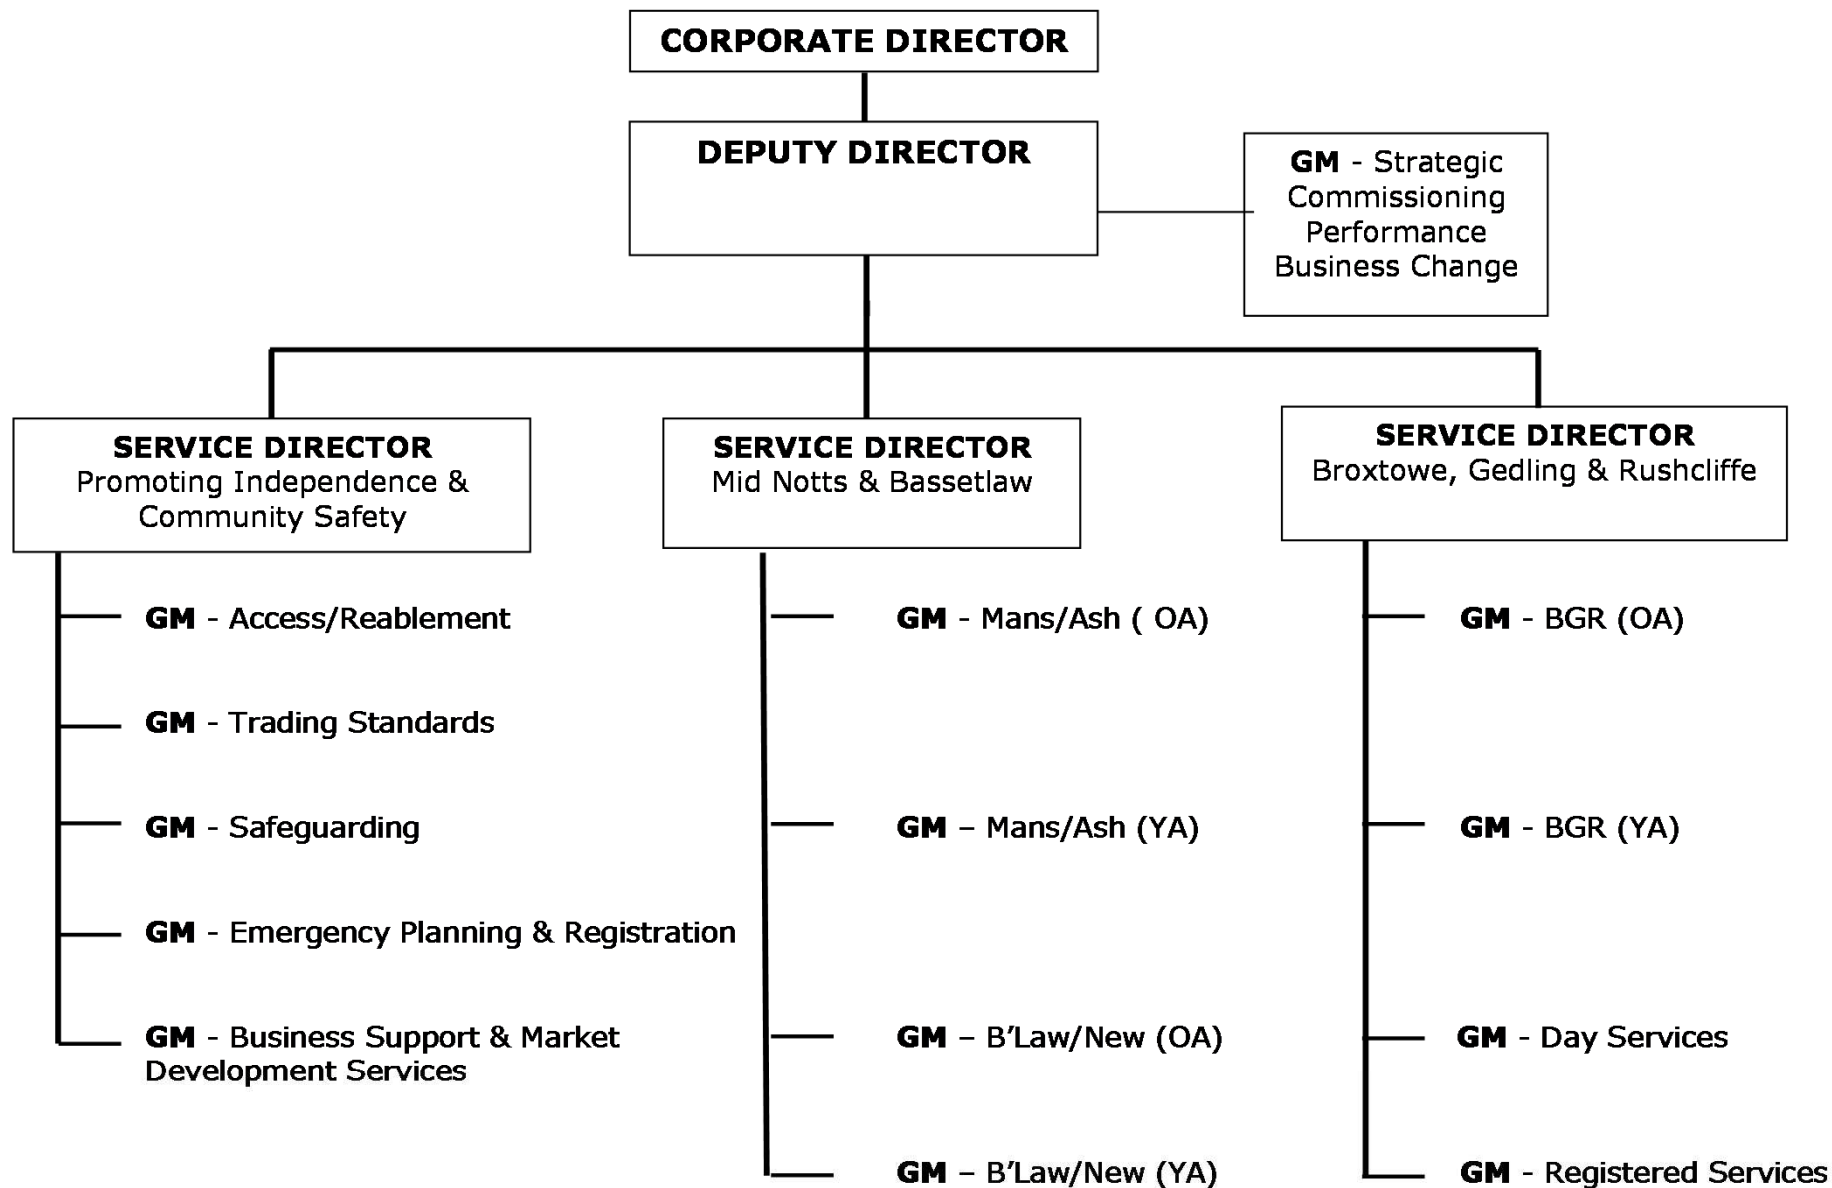 CORPORATE DIRECTOR
DEPUTY DIRECTOR
GM - Strategic
Commissioning
Performance
Business Change
SERVICE DIRECTOR
Promoting Independence &
Community Safety
SERVICE DIRECTOR
Mid Notts & Bassetlaw
SERVICE DIRECTOR
Broxtowe, Gedling & Rushcliffe
GM - Access/Reablement
GM - Trading Standards
GM - Safeguarding
GM - Emergency Planning & Registration
GM - Business Support & Market
Development Services
GM - Mans/Ash ( OA)
GM – Mans/Ash (YA)
GM – B’Law/New (OA)
GM – B’Law/New (YA)
GM - BGR (OA)
GM - BGR (YA)
GM - Day Services
GM - Registered Services